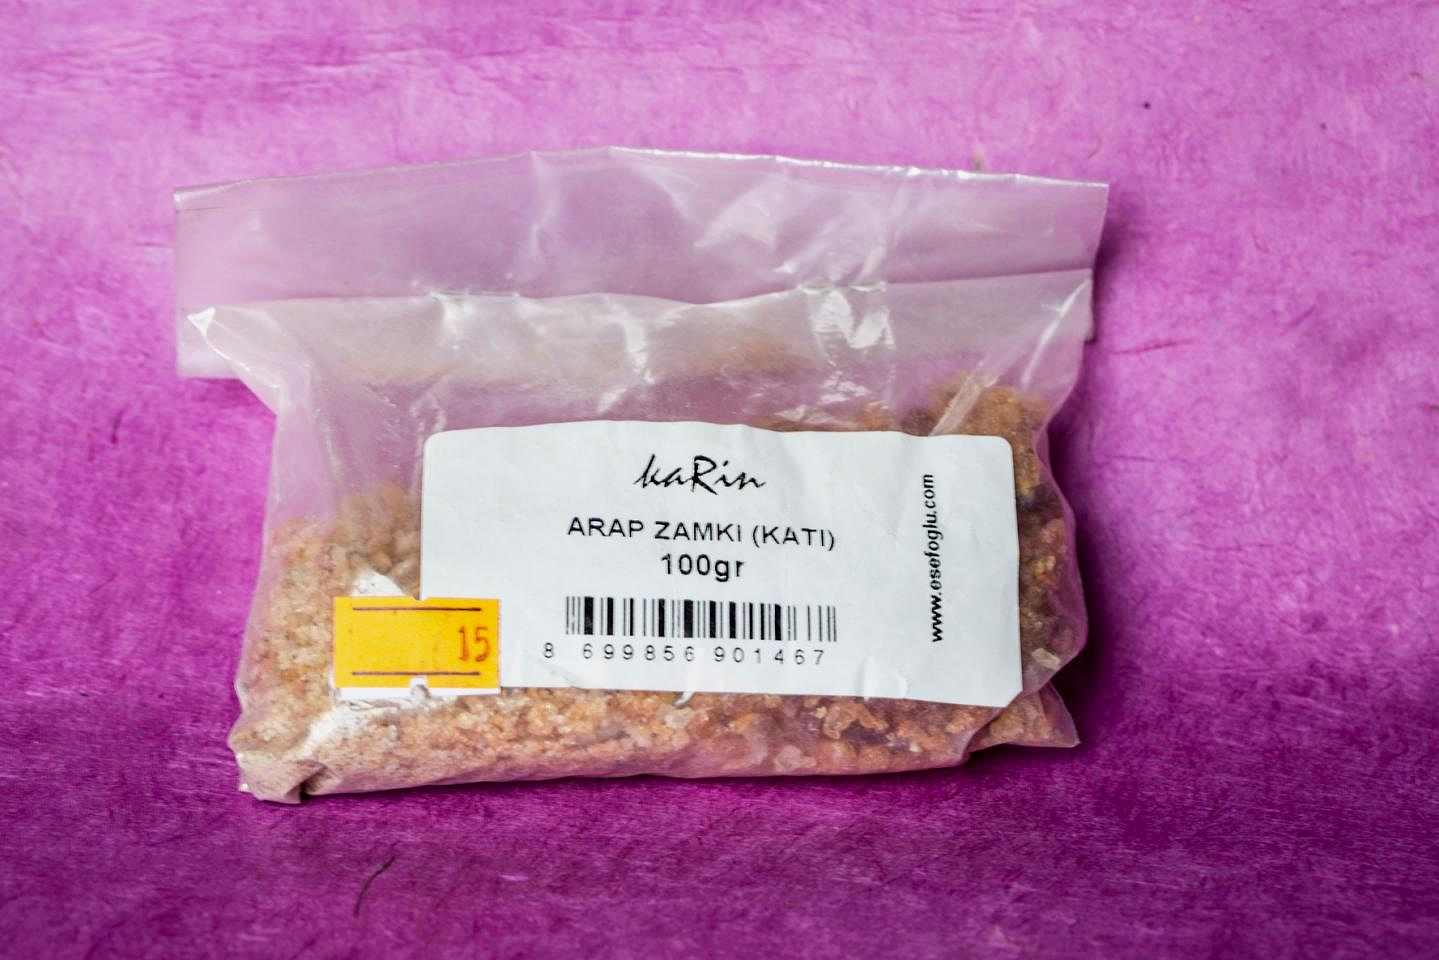 kaRin
ARAP ZAMKI (KATI)
100gr
8 699856 901467
www.esefoglu.com
15